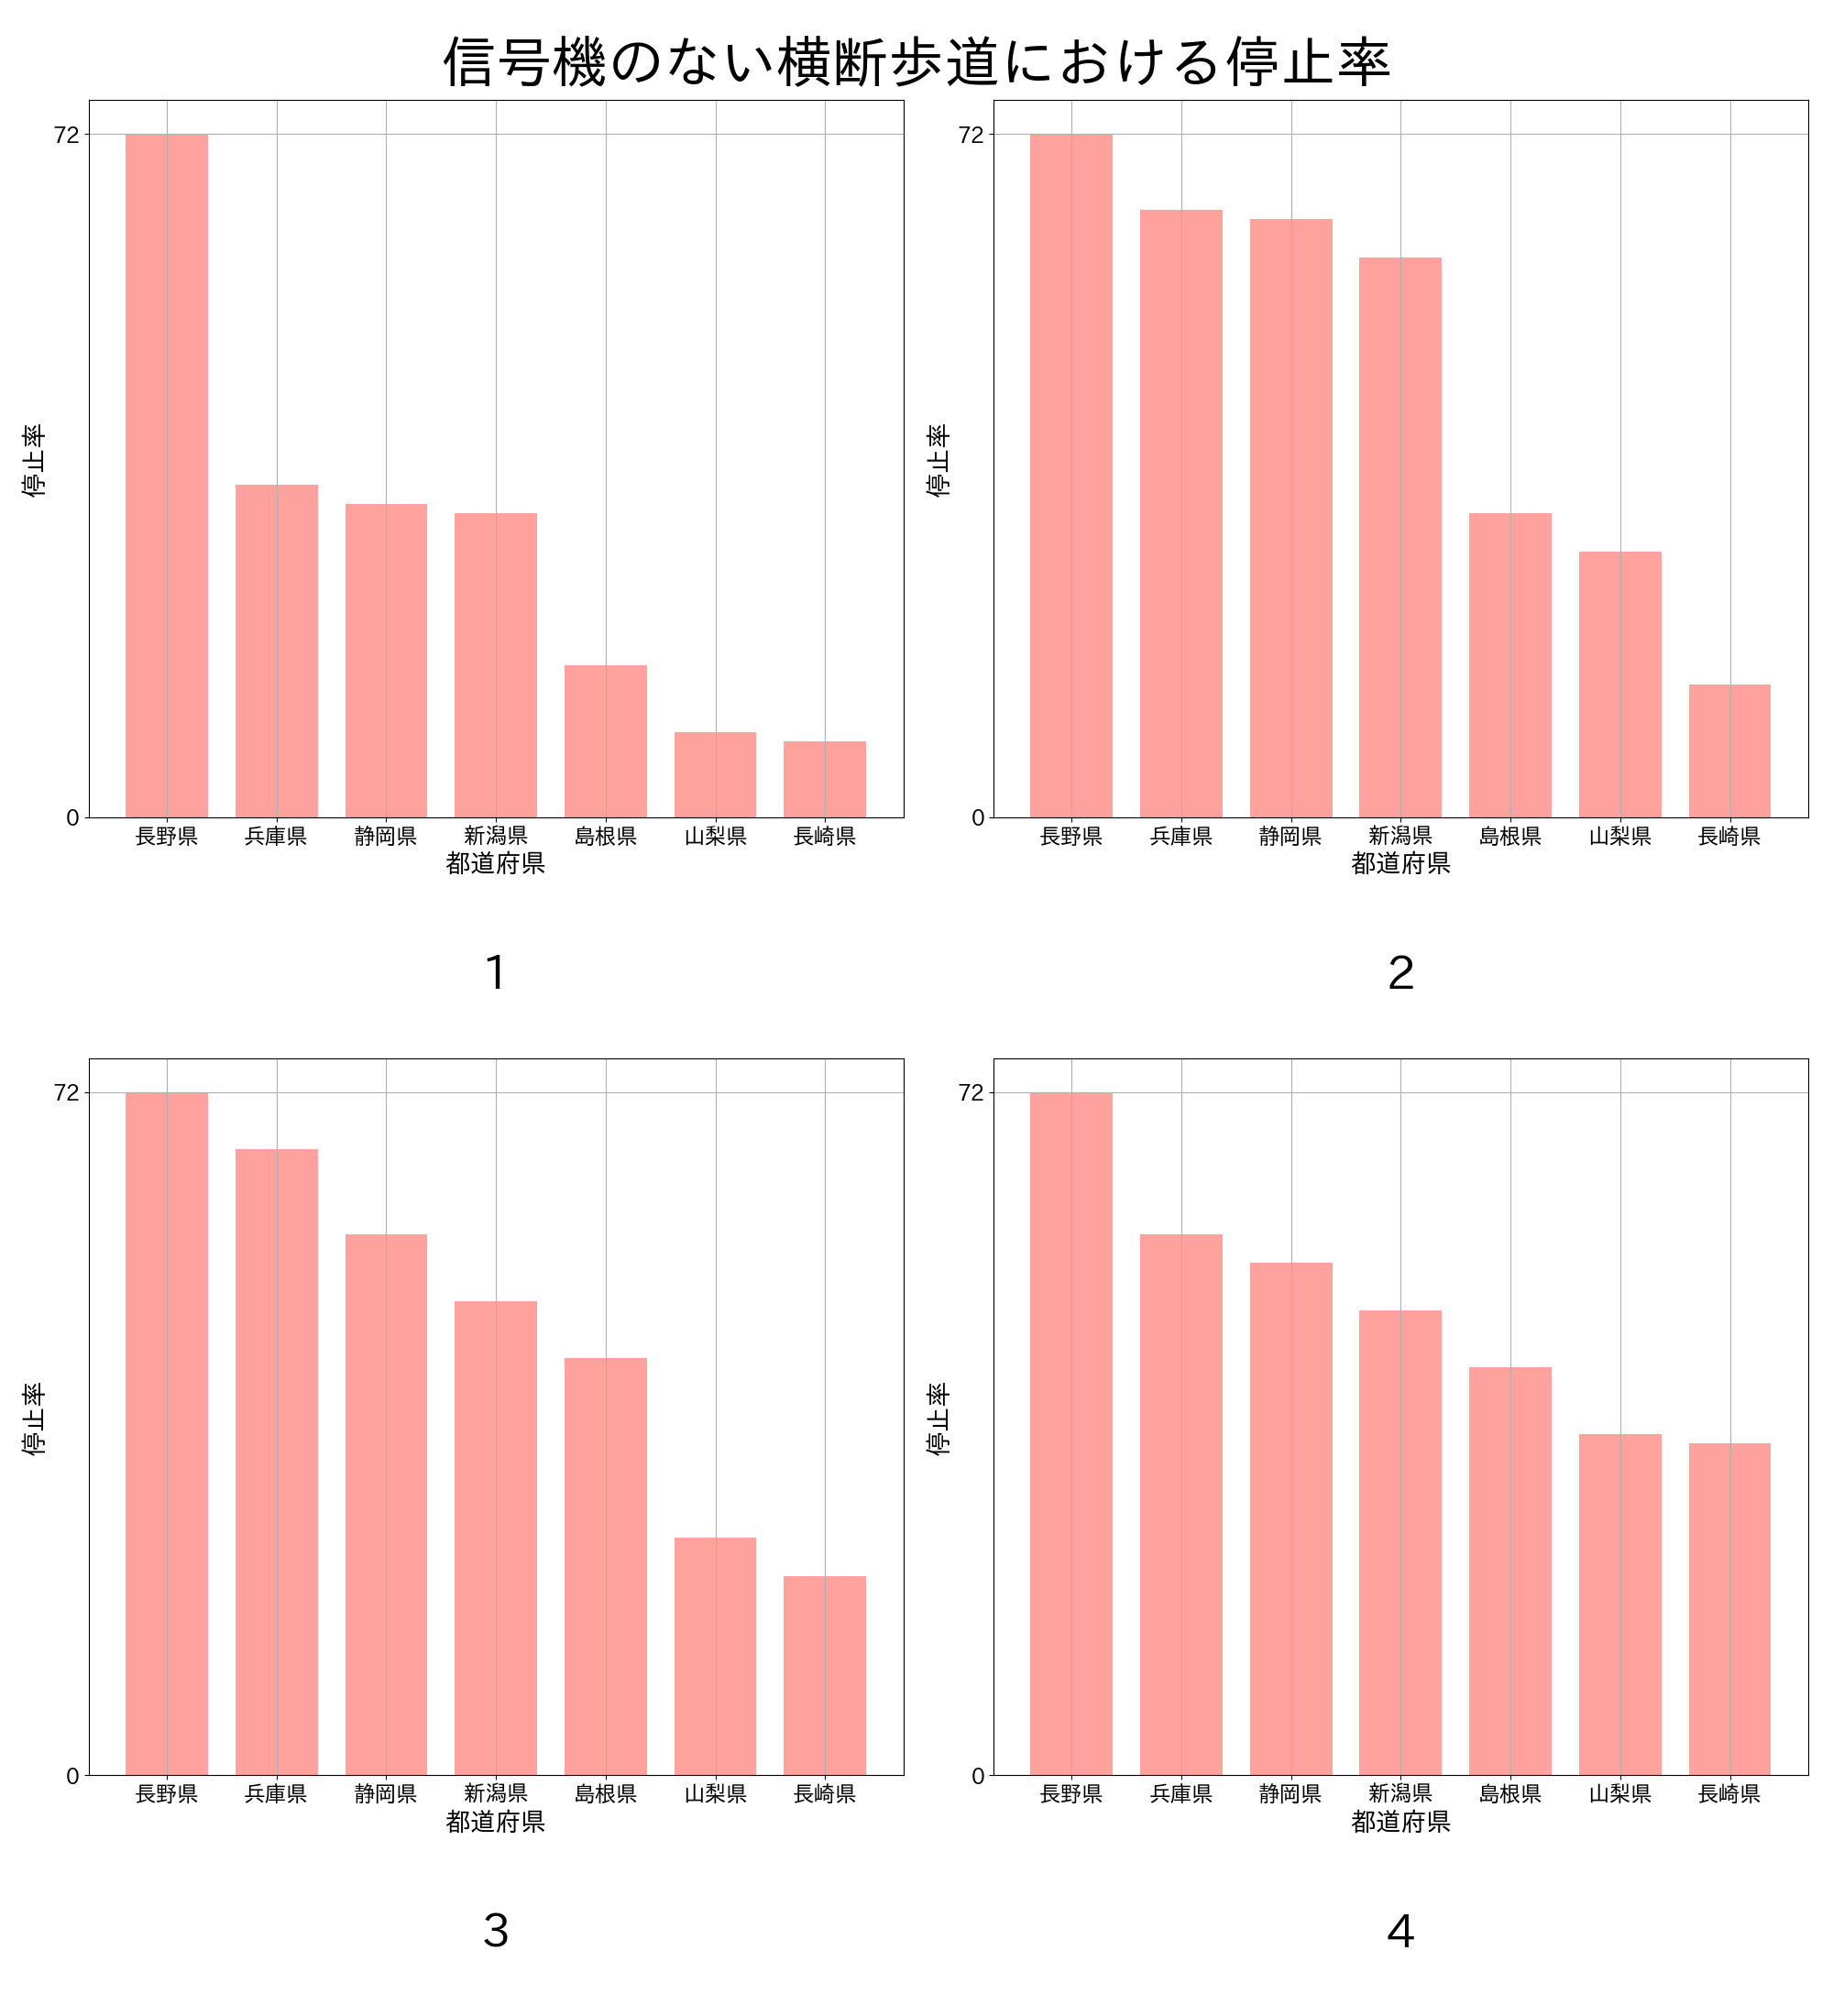 信号機のない横断歩道における停止率
72
0
停止率
長野県 兵庫県 静岡県 新潟県 島根県 山梨県 長崎県
都道府県
1
72
0
停止率
長野県 兵庫県 静岡県 新潟県 島根県 山梨県 長崎県
都道府県
2
72
0
停止率
長野県 兵庫県 静岡県 新潟県 島根県 山梨県 長崎県
都道府県
3
72
0
停止率
長野県 兵庫県 静岡県 新潟県 島根県 山梨県 長崎県
都道府県
4